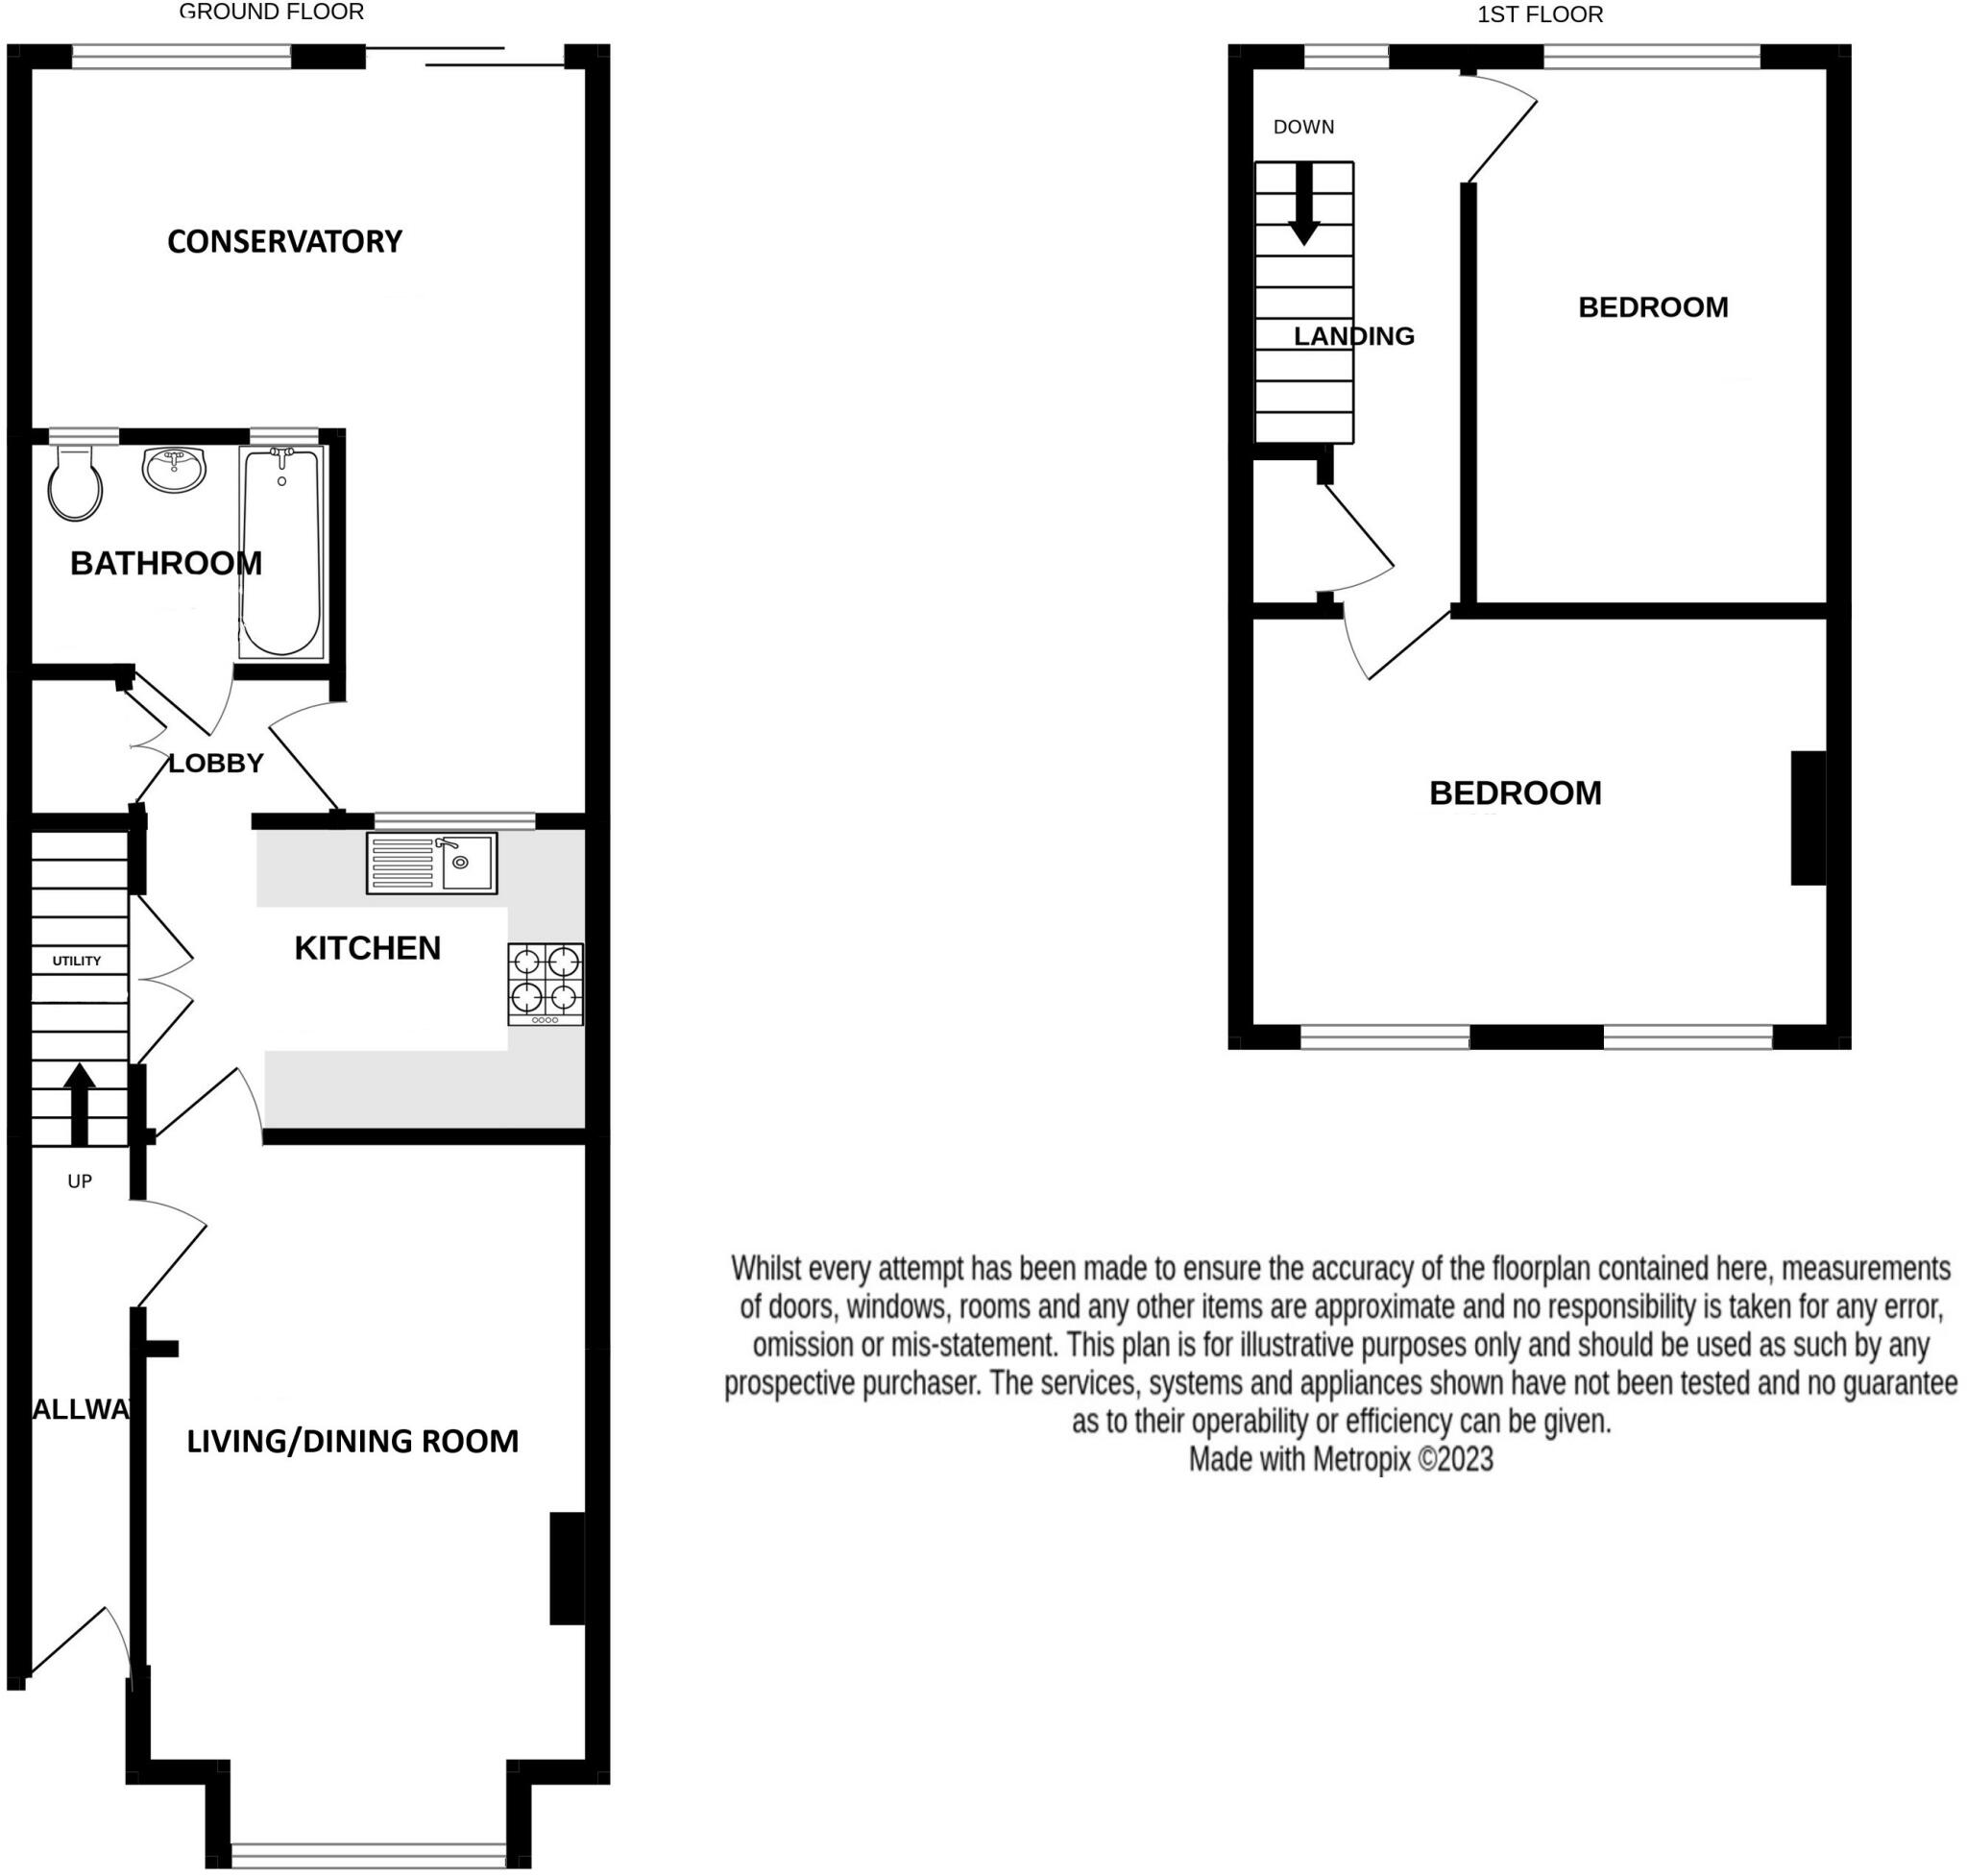 GROUND FLOOR
CONSERVATORY
BATHROOM
LOBBY
KITCHEN
UTILITY
UP
ALLWAY
LIVING/DINING ROOM
1ST FLOOR
DOWN
BEDROOM
LANDING
BEDROOM
Whilst every attempt has been made to ensure the accuracy of the floorplan contained here, measurements
of doors, windows, rooms and any other items are approximate and no responsibility is taken for any error,
omission or mis-statement. This plan is for illustrative purposes only and should be used as such by any
prospective purchaser. The services, systems and appliances shown have not been tested and no guarantee
as to their operability or efficiency can be given.
Made with Metropix ©2023